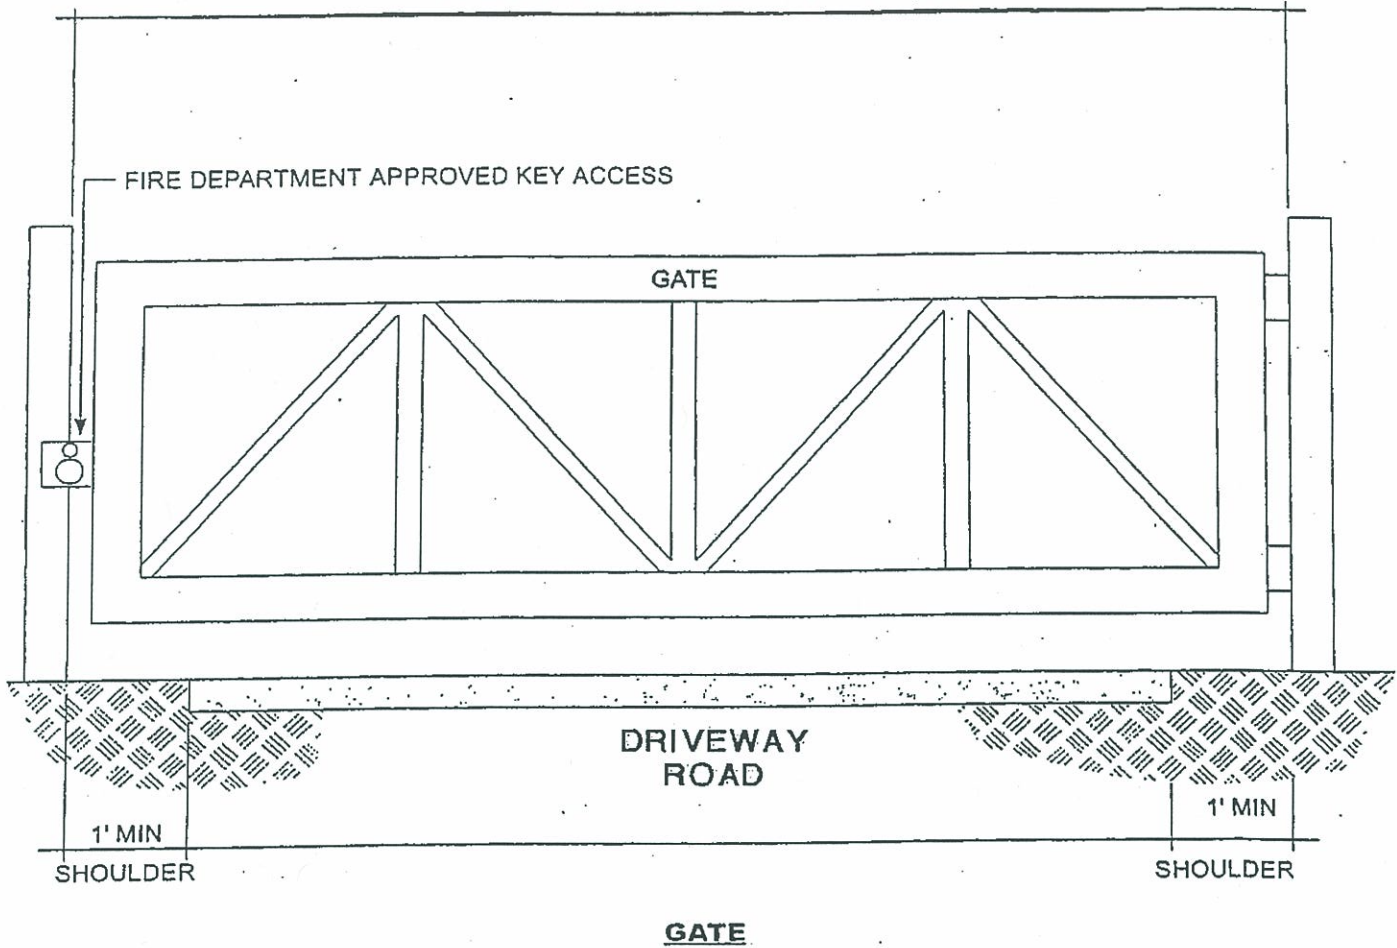 FIRE DEPARTMENT APPROVED KEY ACCESS
GATE
DRIVEWAY
ROAD
1' MIN
SHOULDER
1' MIN
SHOULDER
GATE